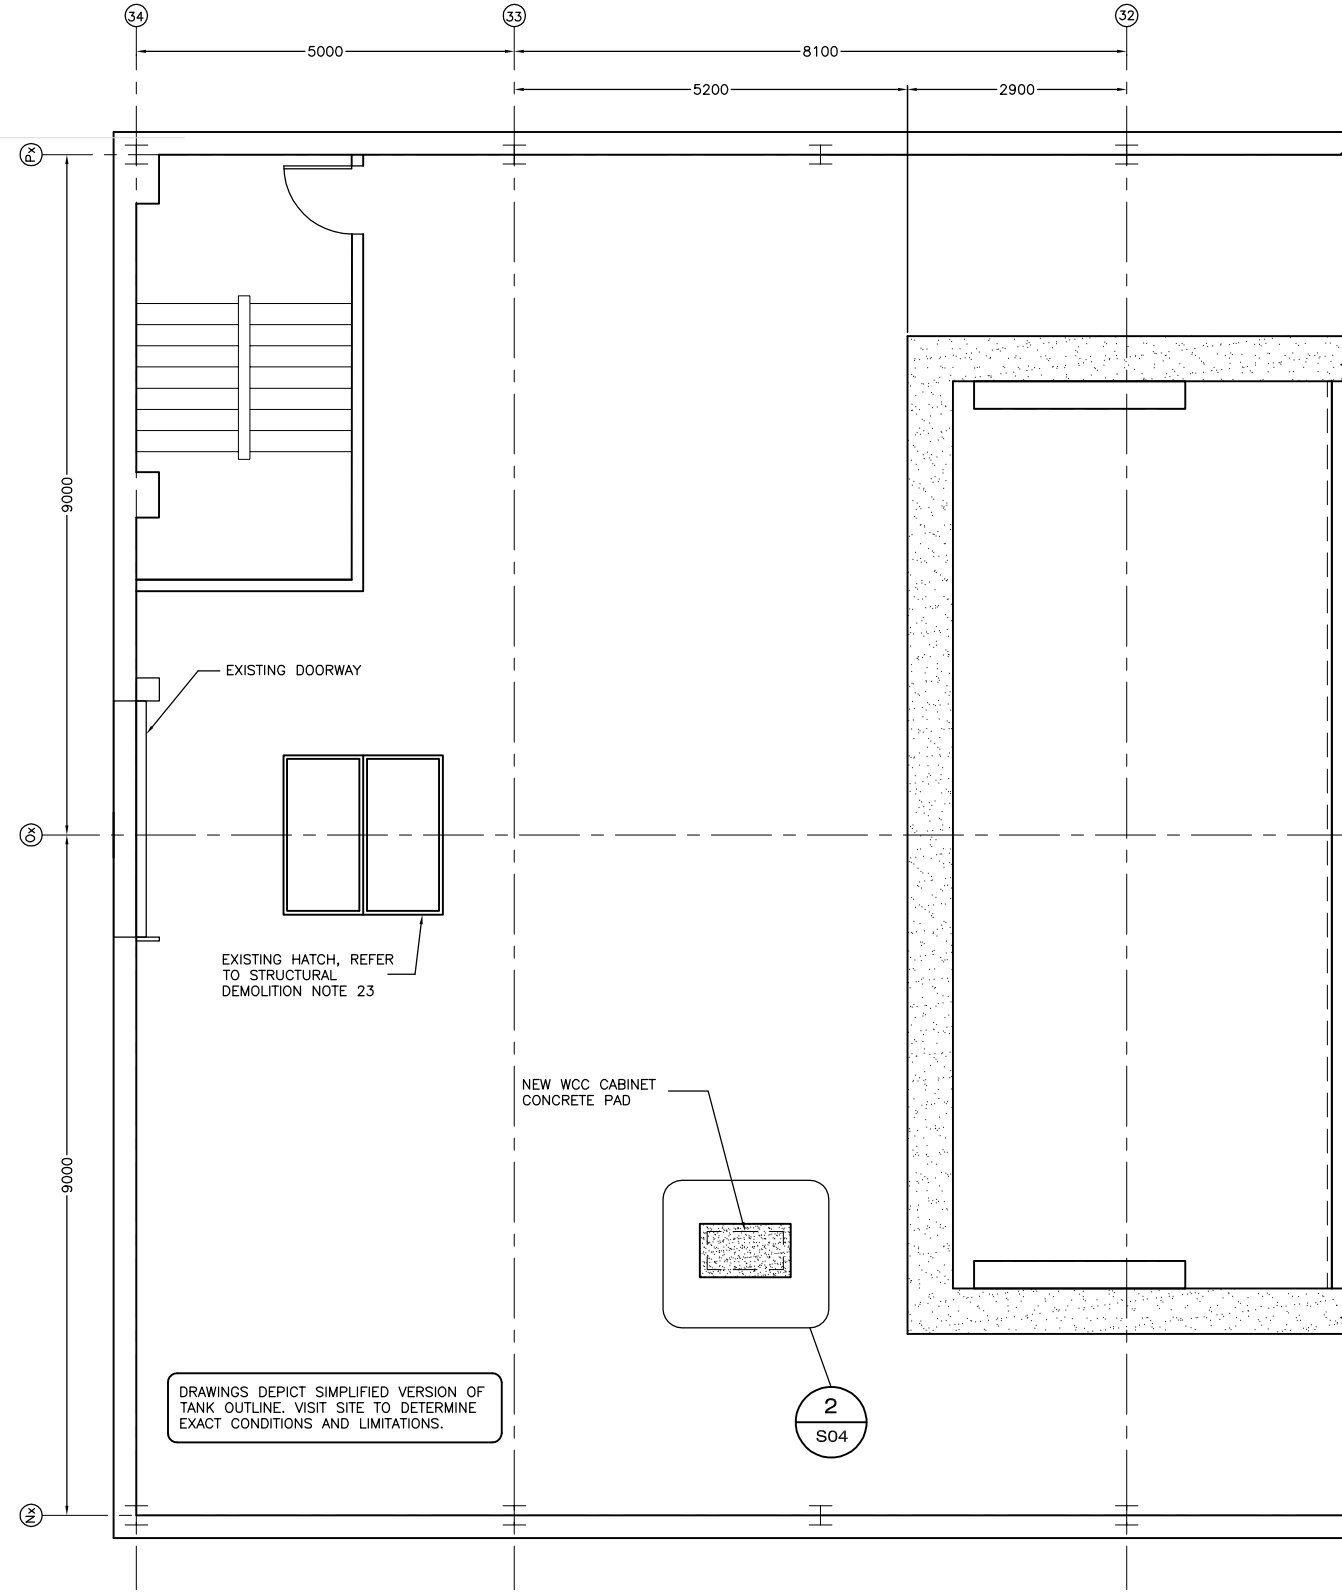 34
33
32
5000
8100
5200
2900
Px
9000
EXISTING DOORWAY
Ox
EXISTING HATCH, REFER
TO STRUCTURAL
DEMOLITION NOTE 23
NEW WCC CABINET
CONCRETE PAD
9000
DRAWINGS DEPICT SIMPLIFIED VERSION OF
TANK OUTLINE. VISIT SITE TO DETERMINE
EXACT CONDITIONS AND LIMITATIONS.
2
S04
Nx